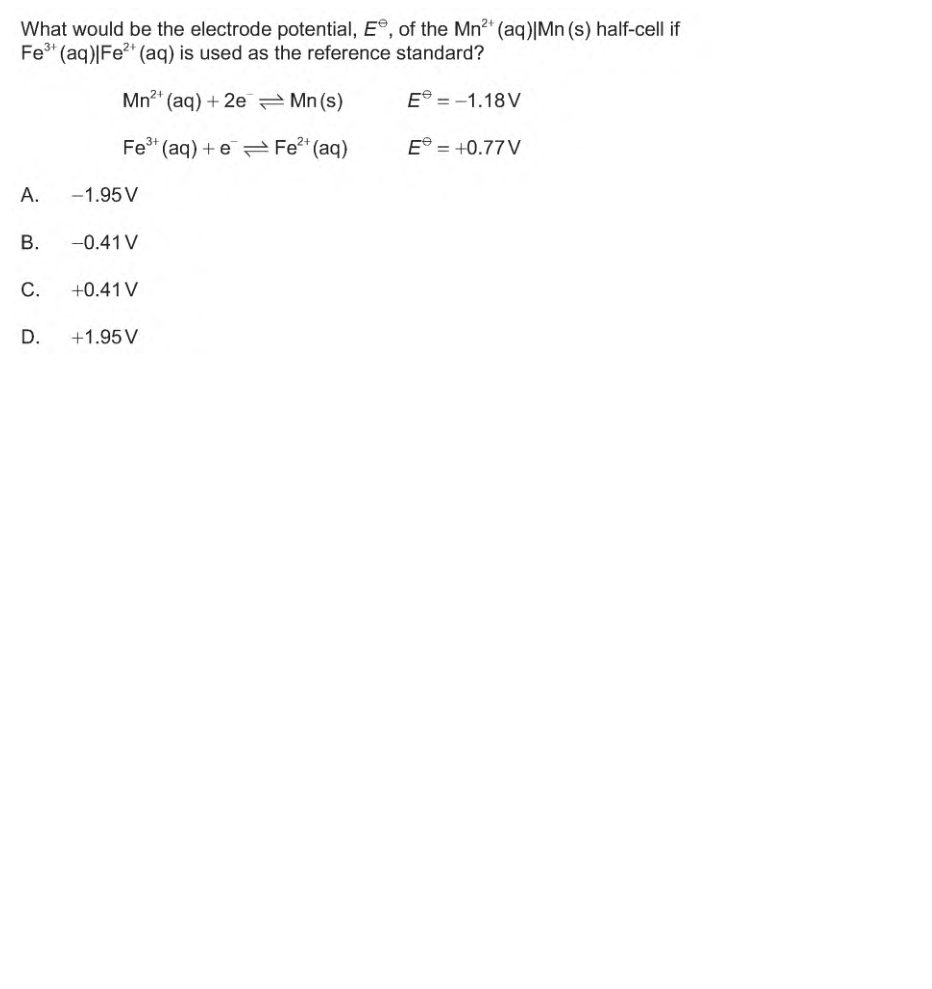 What would be the electrode potential, E⦵, of the Mn²⁺ (aq)|Mn (s) half-cell if
Fe³⁺ (aq)|Fe²⁺ (aq) is used as the reference standard?
Mn²⁺ (aq) + 2e⁻ ⇌ Mn (s) E⦵ = −1.18 V
Fe³⁺ (aq) + e⁻ ⇌ Fe²⁺ (aq) E⦵ = +0.77 V
A. −1.95 V
B. −0.41 V
C. +0.41 V
D. +1.95 V